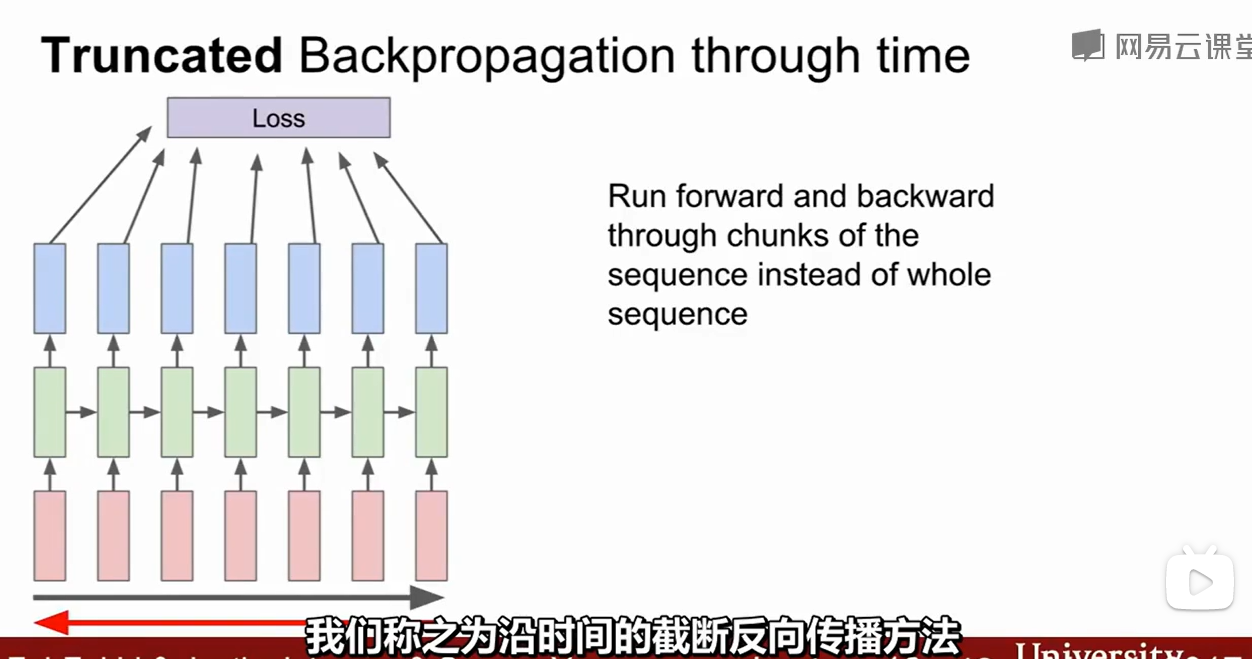 Truncated Backpropagation through time
网易云课堂
Loss
Run forward and backward
through chunks of the
sequence instead of whole
sequence
我们称之为沿时间的截断反向传播方法
University